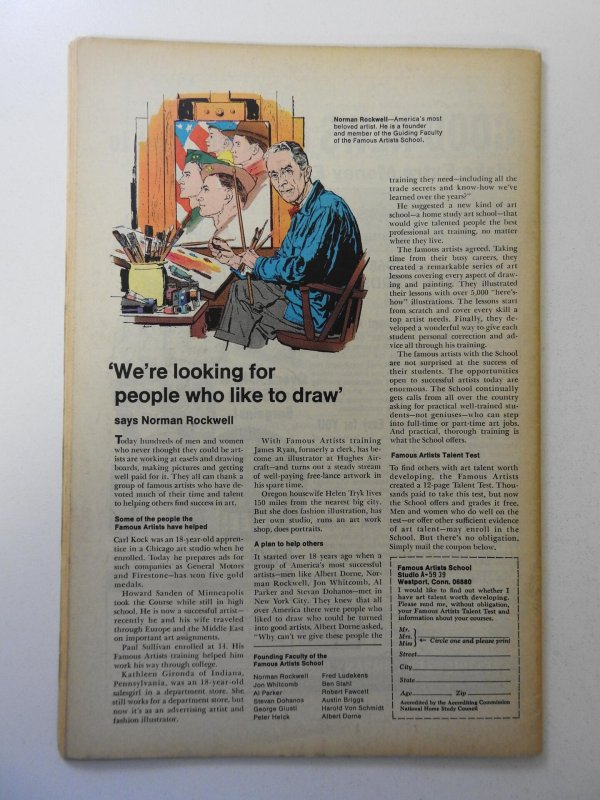 Norman Rockwell—America's most
beloved artist. He is a founder
and member of the Guiding Faculty
of the Famous Artists School.
'We're looking for
people who like to draw'
says Norman Rockwell
Today hundreds of men and women
who never thought they could be art-
ists are working at easels and drawing
boards, making pictures and getting
well paid for it. They all can thank a
group of famous artists who have de-
voted much of their time and talent
to helping others find success in art.
Some of the people the
Famous Artists have helped
Carl Kock was an 18-year-old appren-
tice in a Chicago art studio when he
enrolled. Today he prepares ads for
such companies as General Motors
and Firestone—has won five gold
medals.
Howard Sanden of Minneapolis
took the Course while still in high
school. He is now a successful artist—
recently he and his wife traveled
through Europe and the Middle East
on important art assignments.
Paul Sullivan enrolled at 14. His
Famous Artists training helped him
work his way through college.
Kathleen Gironda of Indiana,
Pennsylvania, was an 18-year-old
salesgirl in a department store. She
still works for a department store, but
now it's as an advertising artist and
fashion illustrator.
With Famous Artists training
James Ryan, formerly a clerk, has be-
come an illustrator at Hughes Air-
craft—and turns out a steady stream
of well-paying free-lance artwork in
his spare time.
Oregon housewife Helen Tryk lives
150 miles from the nearest big city.
But she does fashion illustration, has
her own studio, runs an art work
shop, does portraits.
A plan to help others
It started over 18 years ago when a
group of America's most successful
artists—men like Albert Dorne, Nor-
man Rockwell, Jon Whitcomb, Al
Parker and Stevan Dohanos—met in
New York City. They knew that all
over America there were people who
liked to draw who could be turned
into good artists. Albert Dorne asked,
"Why can't we give these people the
Founding Faculty of the
Famous Artists School
Norman Rockwell
Jon Whitcomb
Al Parker
Stevan Dohanos
George Giusti
Peter Helck
Fred Ludekens
Ben Stahl
Robert Fawcett
Austin Briggs
Harold Von Schmidt
Albert Dorne
training they need—including all the
trade secrets and know-how we've
learned over the years?"
He suggested a new kind of art
school—a home study art school—that
would give talented people the best
professional art training, no matter
where they live.
The famous artists agreed. Taking
time from their busy careers, they
created a remarkable series of art
lessons covering every aspect of draw-
ing and painting. They illustrated
their lessons with over 5,000 "here's-
how" illustrations. The lessons start
from scratch and cover every skill a
top artist needs. Finally, they de-
veloped a wonderful way to give each
student personal correction and ad-
vice all through his training.
The famous artists with the School
are not surprised at the success of
their students. The opportunities
open to successful artists today are
enormous. The School continually
gets calls from all over the country
asking for practical well-trained stu-
dents—not geniuses—who can step
into full-time or part-time art jobs.
And practical, thorough training is
what the School offers.
Famous Artists Talent Test
To find others with art talent worth
developing, the Famous Artists
created a 12-page Talent Test. Thou-
sands paid to take this test, but now
the School offers and grades it free.
Men and women who do well on the
test—or offer other sufficient evidence
of art talent—may enroll in the
School. But there's no obligation.
Simply mail the coupon below.
Famous Artists School
Studio A-5939
Westport, Conn. 06880
I would like to find out whether I
have art talent worth developing.
Please send me, without obligation,
your Famous Artists Talent Test and
information about your courses.
Mr.
Mrs. ← Circle one and please print
Miss
Street
City
State
Age Zip
Accredited by the Accrediting Commission
National Home Study Council